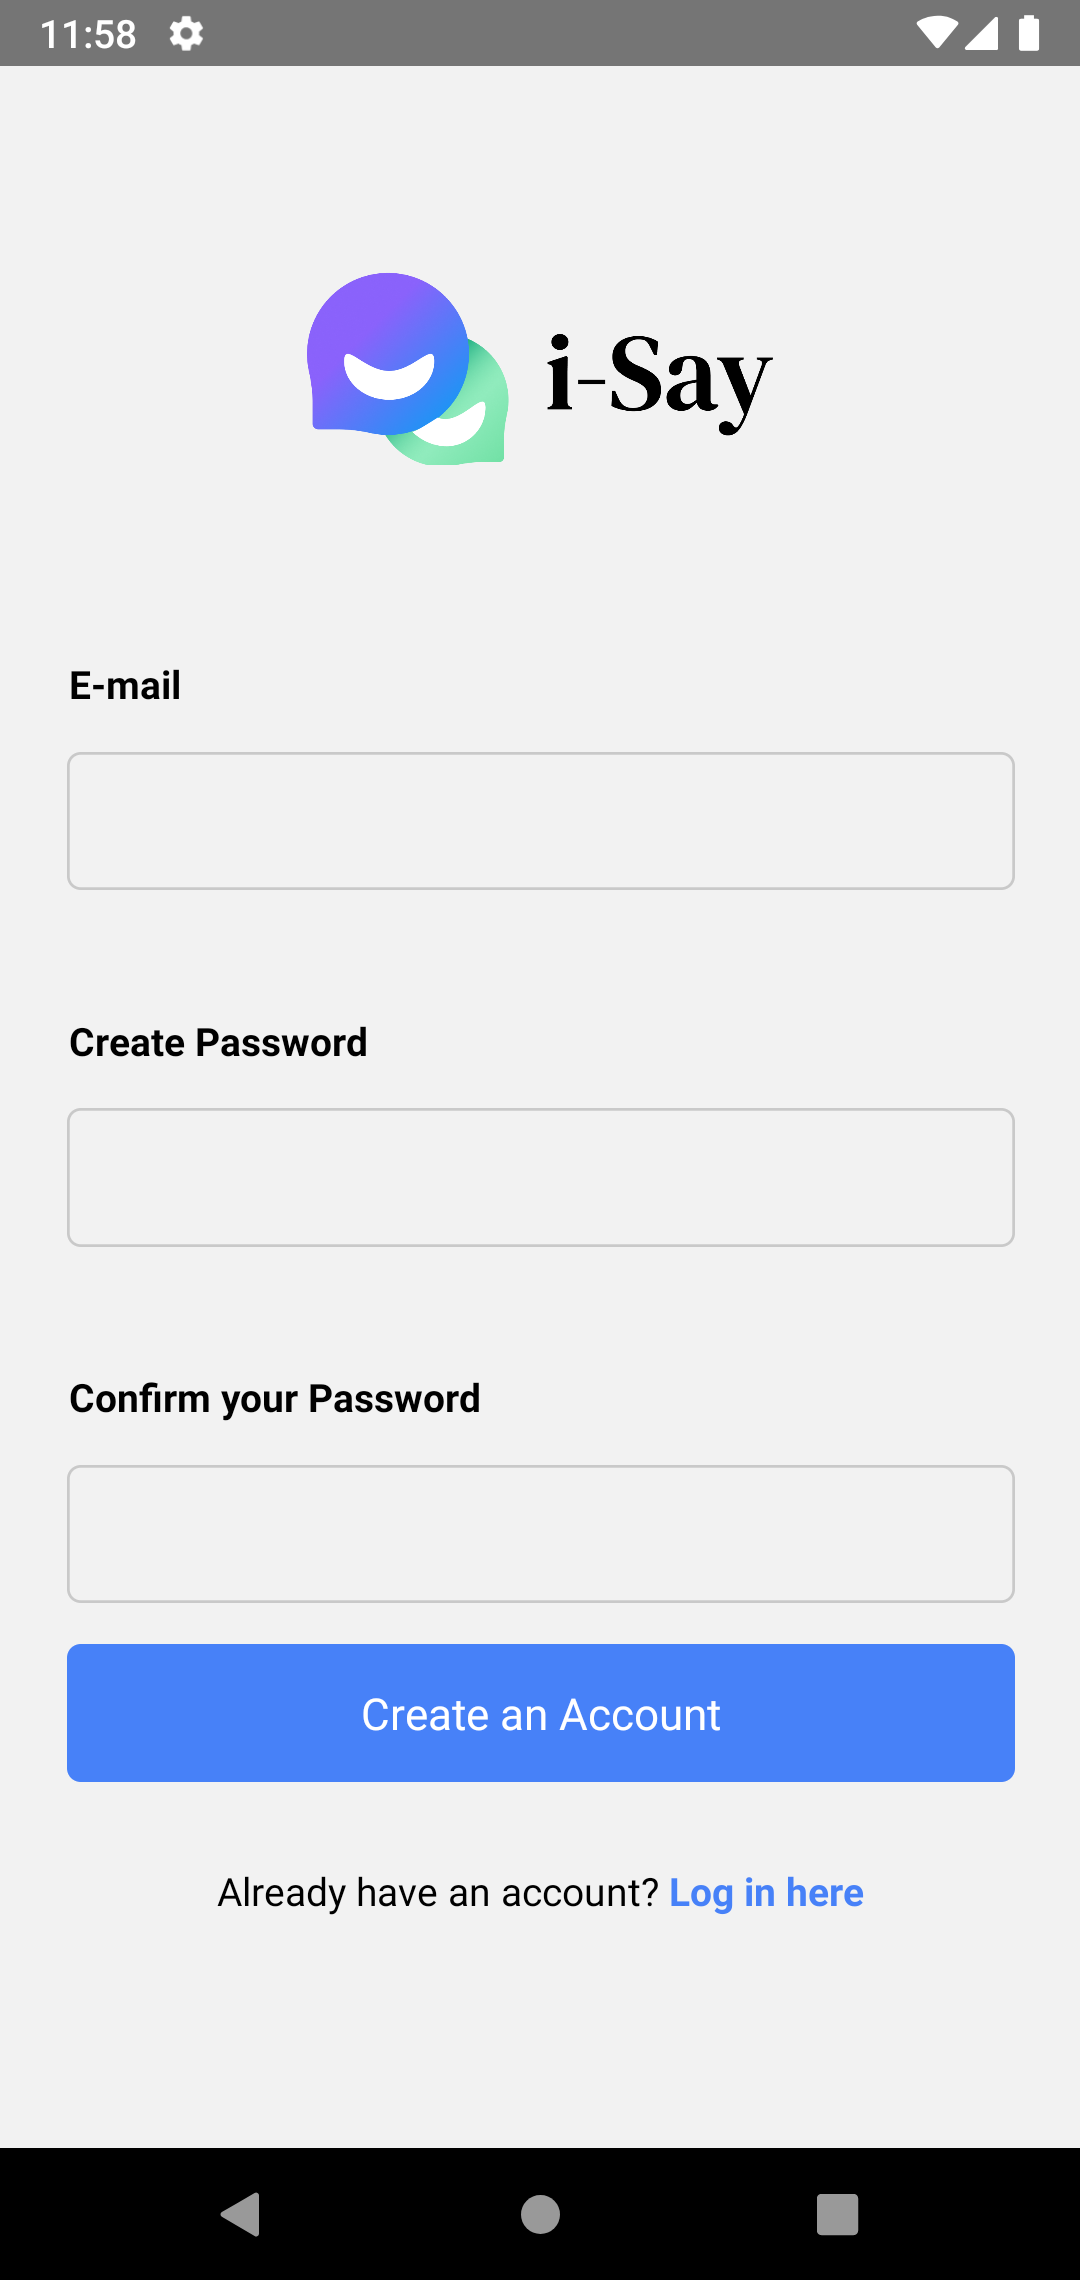 11:58
i-Say
E-mail
Create Password
Confirm your Password
Create an Account
Already have an account? Log in here